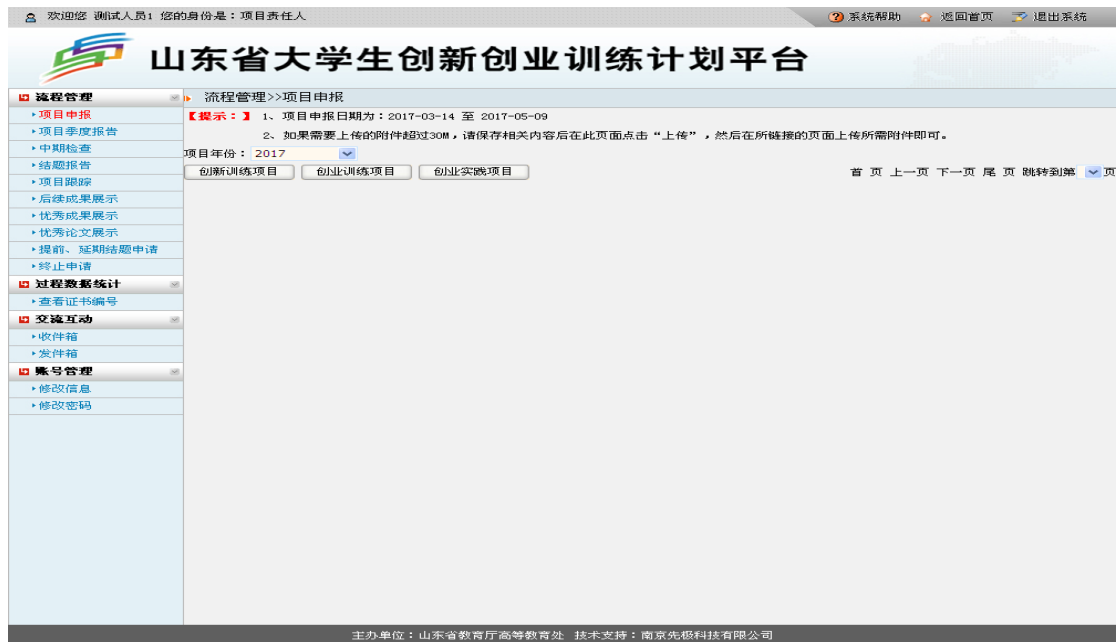 欢迎您 测试人员1 您的身份是：项目责任人
系统帮助 返回首页 退出系统
山东省大学生创新创业训练计划平台
流程管理
项目申报
项目季度报告
中期检查
结题报告
项目跟踪
后续成果展示
优秀成果展示
优秀论文展示
提前、延期结题申请
终止申请
过程数据统计
查看证书编号
交流互动
收件箱
发件箱
账号管理
修改信息
修改密码
流程管理>>项目申报
【提示：】 1、项目申报日期为：2017-03-14 至 2017-05-09
2、如果需要上传的附件超过30M，请保存相关内容后在此页面点击“上传”，然后在所链接的页面上传所需附件即可。
项目年份： 2017
创新训练项目 创业训练项目 创业实践项目
首 页 上一页 下一页 尾 页 跳转到第 页
主办单位：山东省教育厅高等教育处 技术支持：南京先极科技有限公司